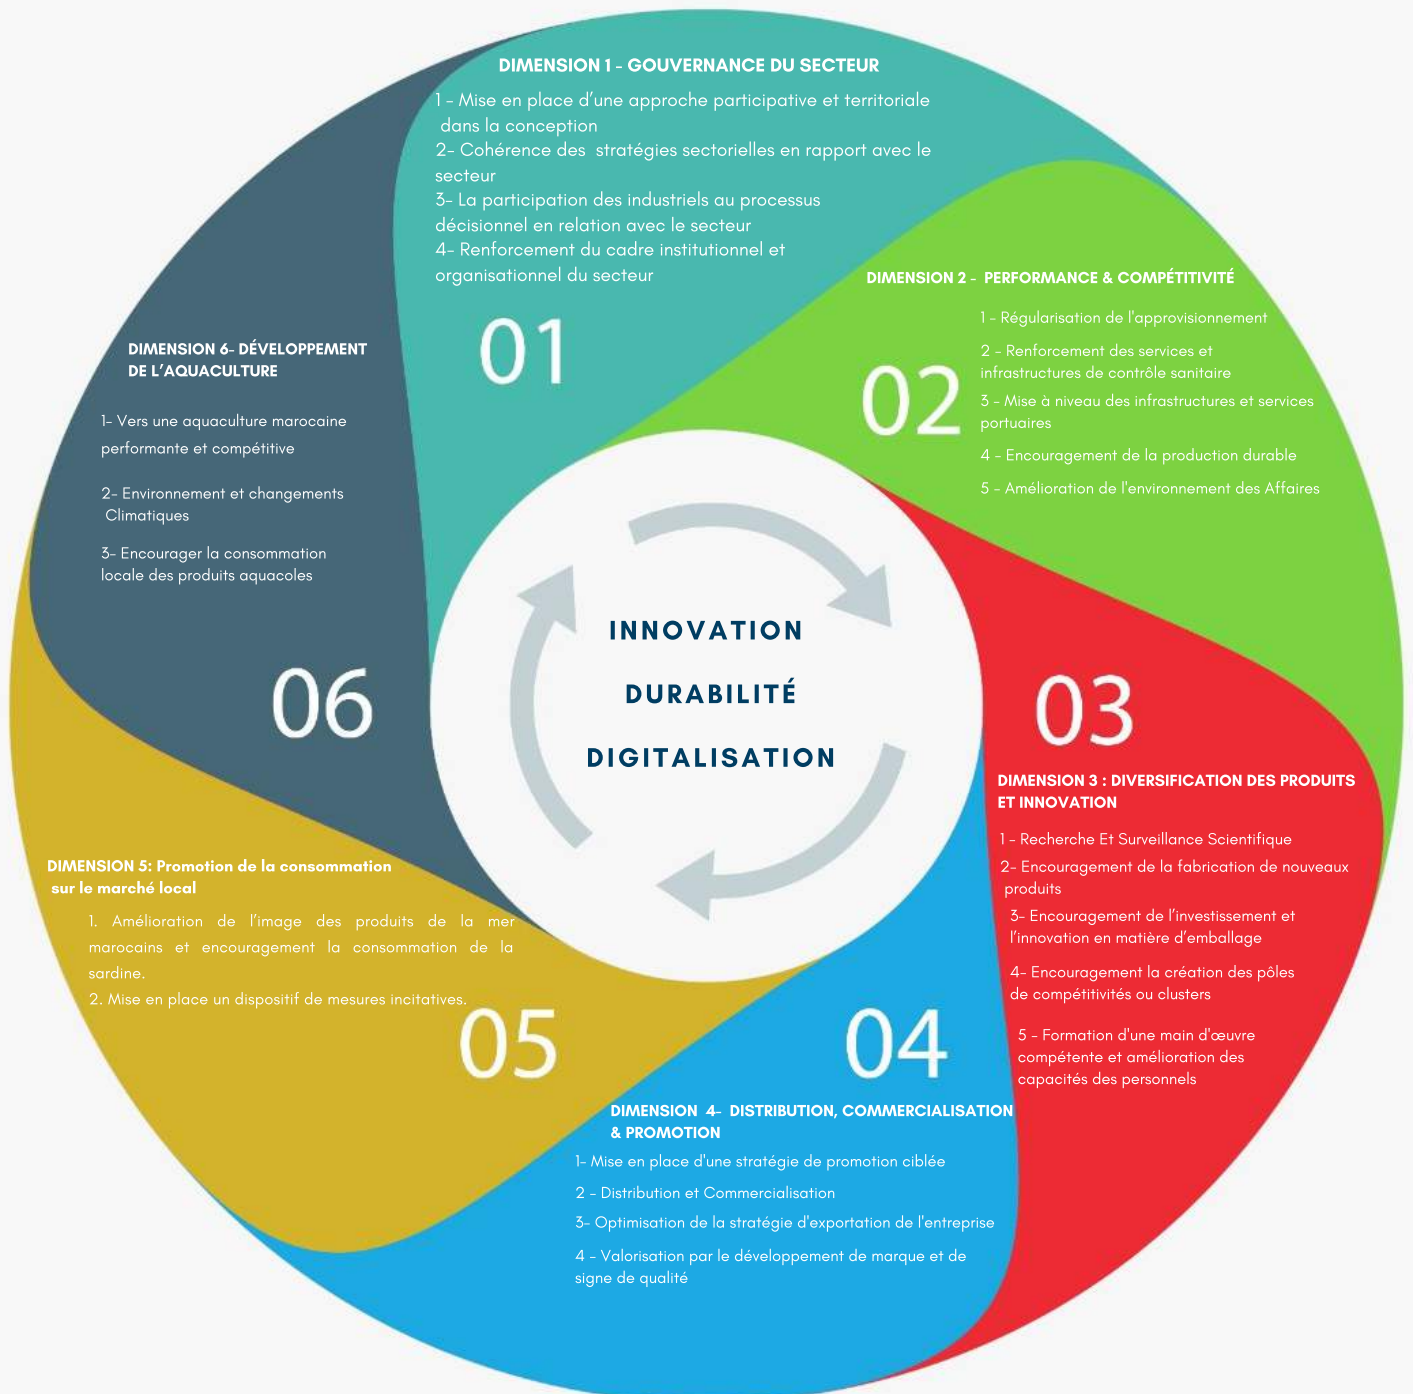 DIMENSION 1 - GOUVERNANCE DU SECTEUR
1 - Mise en place d’une approche participative et territoriale
dans la conception
2- Cohérence des stratégies sectorielles en rapport avec le
secteur
3- La participation des industriels au processus
décisionnel en relation avec le secteur
4- Renforcement du cadre institutionnel et
organisationnel du secteur
01
DIMENSION 2 - PERFORMANCE & COMPÉTITIVITÉ
1 - Régularisation de l'approvisionnement
2 - Renforcement des services et
infrastructures de contrôle sanitaire
3 - Mise à niveau des infrastructures et services
portuaires
4 - Encouragement de la production durable
5 - Amélioration de l'environnement des Affaires
02
03
DIMENSION 3 : DIVERSIFICATION DES PRODUITS
ET INNOVATION
1 - Recherche Et Surveillance Scientifique
2- Encouragement de la fabrication de nouveaux
produits
3- Encouragement de l’investissement et
l’innovation en matière d’emballage
4- Encouragement la création des pôles
de compétitivités ou clusters
5 - Formation d'une main d'œuvre
compétente et amélioration des
capacités des personnels
04
DIMENSION 4- DISTRIBUTION, COMMERCIALISATION
& PROMOTION
1- Mise en place d'une stratégie de promotion ciblée
2 - Distribution et Commercialisation
3- Optimisation de la stratégie d'exportation de l'entreprise
4 - Valorisation par le développement de marque et de
signe de qualité
DIMENSION 5: Promotion de la consommation
sur le marché local
1. Amélioration de l’image des produits de la mer
marocains et encouragement la consommation de la
sardine.
2. Mise en place un dispositif de mesures incitatives.
05
DIMENSION 6- DÉVELOPPEMENT
DE L’AQUACULTURE
1- Vers une aquaculture marocaine
performante et compétitive
2- Environnement et changements
Climatiques
3- Encourager la consommation
locale des produits aquacoles
06
INNOVATION
DURABILITÉ
DIGITALISATION